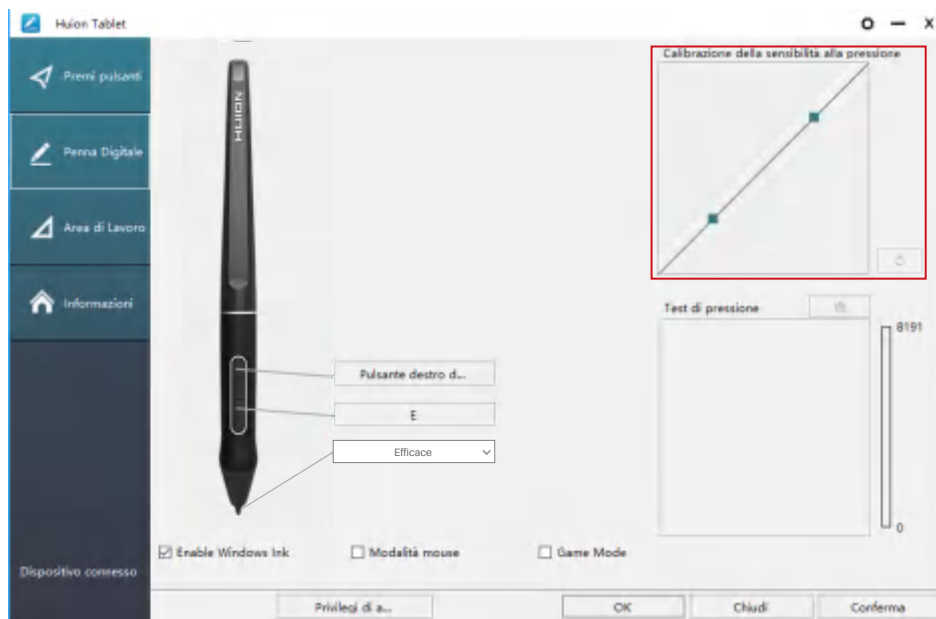 Huion Tablet
Premi pulsanti
Penna Digitale
Area di Lavoro
Informazioni
Dispositivo connesso
HUION
Pulsante destro d...
E
Efficace
Enable Windows Ink
Modalità mouse
Game Mode
Calibrazione della sensibilità alla pressione
Test di pressione
8191
0
Privilegi di a...
OK
Chiudi
Conferma